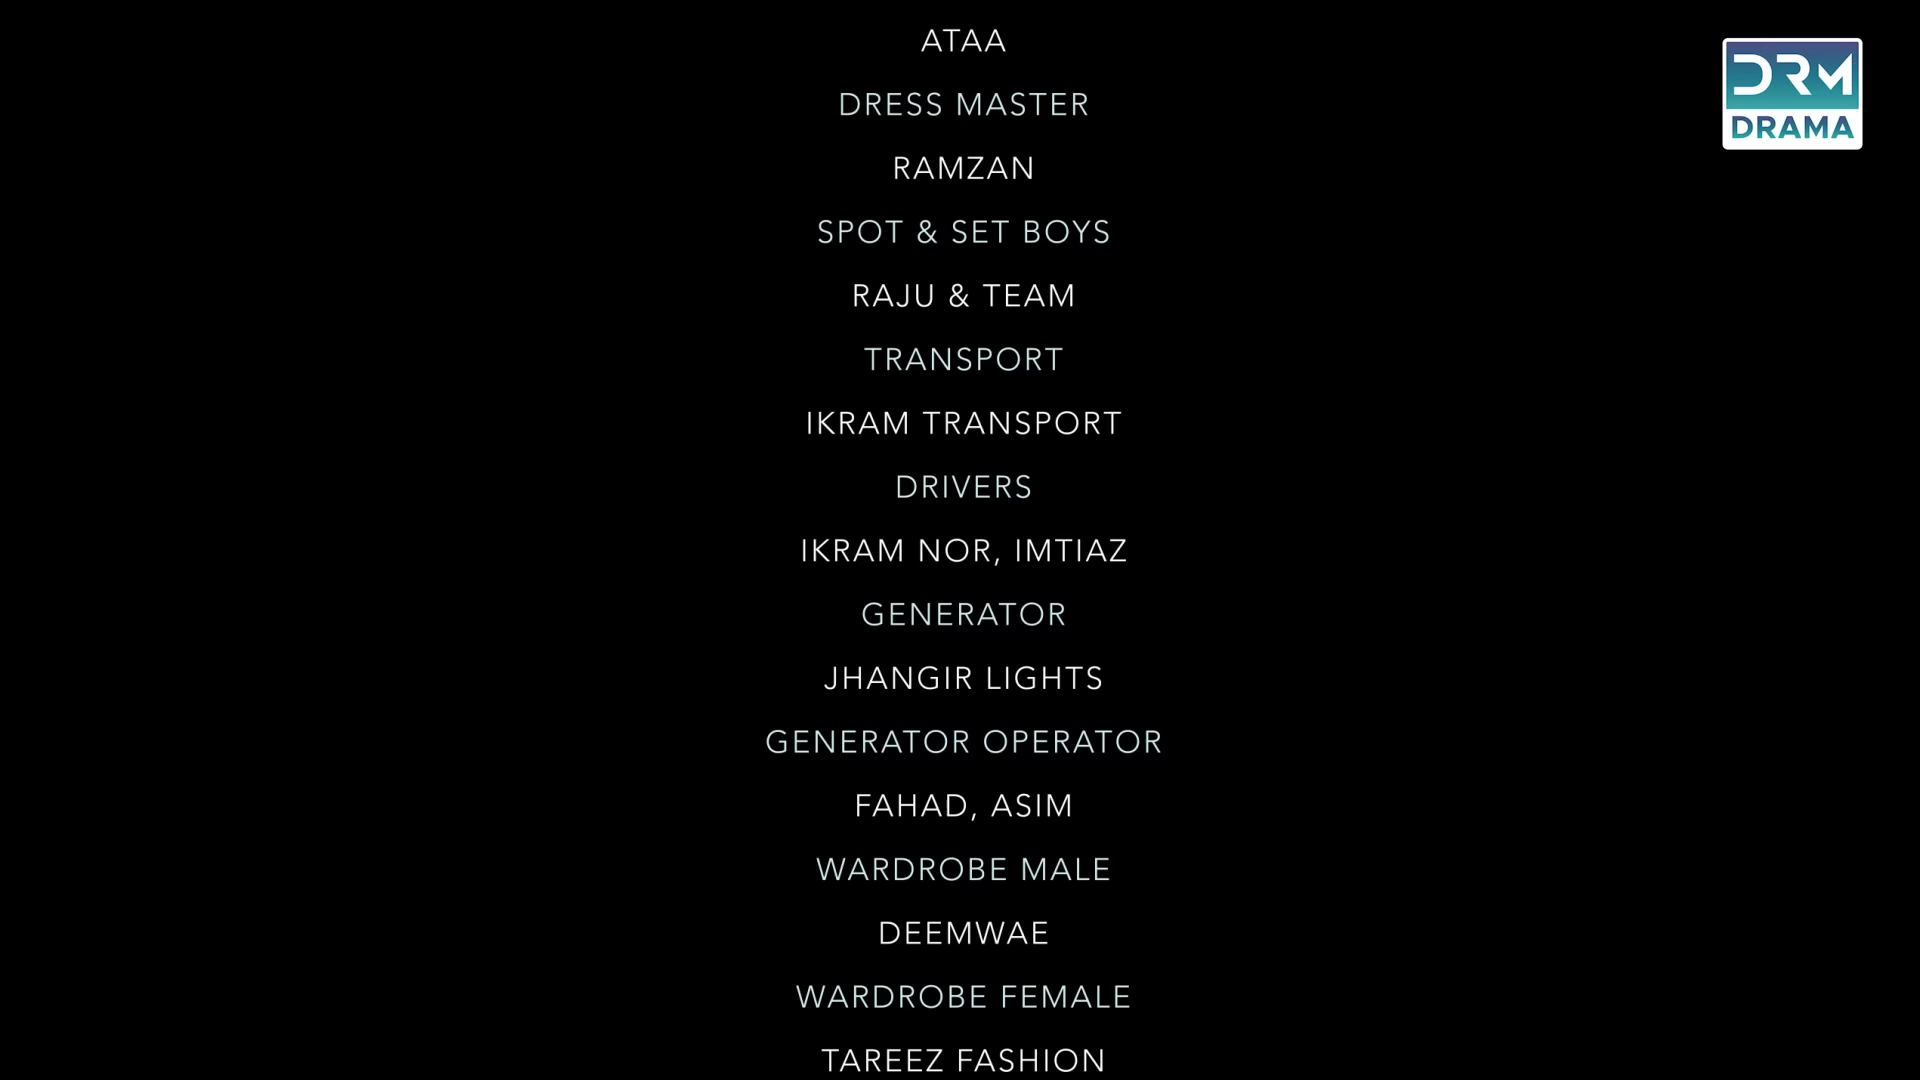 ATAA
DRM
DRAMA
DRESS MASTER
RAMZAN
SPOT & SET BOYS
RAJU & TEAM
TRANSPORT
IKRAM TRANSPORT
DRIVERS
IKRAM NOR, IMTIAZ
GENERATOR
JHANGIR LIGHTS
GENERATOR OPERATOR
FAHAD, ASIM
WARDROBE MALE
DEEMWAE
WARDROBE FEMALE
TAREEZ FASHION